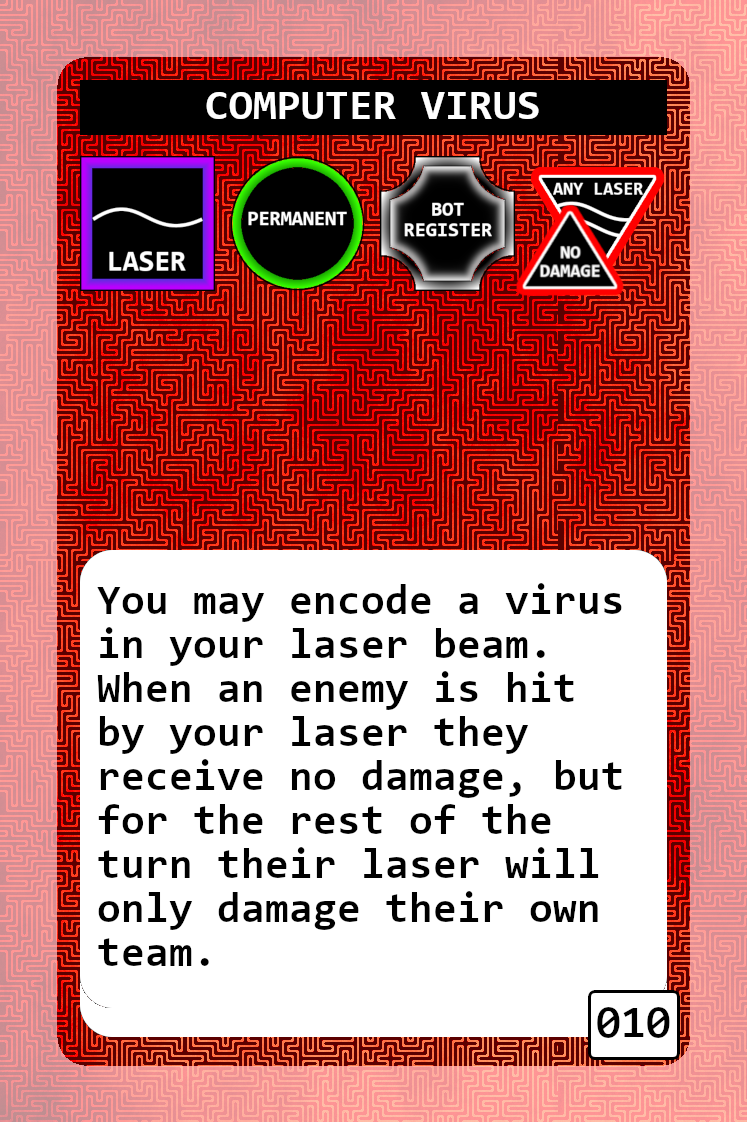 COMPUTER VIRUS
LASER
PERMANENT
BOT
REGISTER
ANY LASER
NO
DAMAGE
You may encode a virus
in your laser beam.
When an enemy is hit
by your laser they
receive no damage, but
for the rest of the
turn their laser will
only damage their own
team.
010